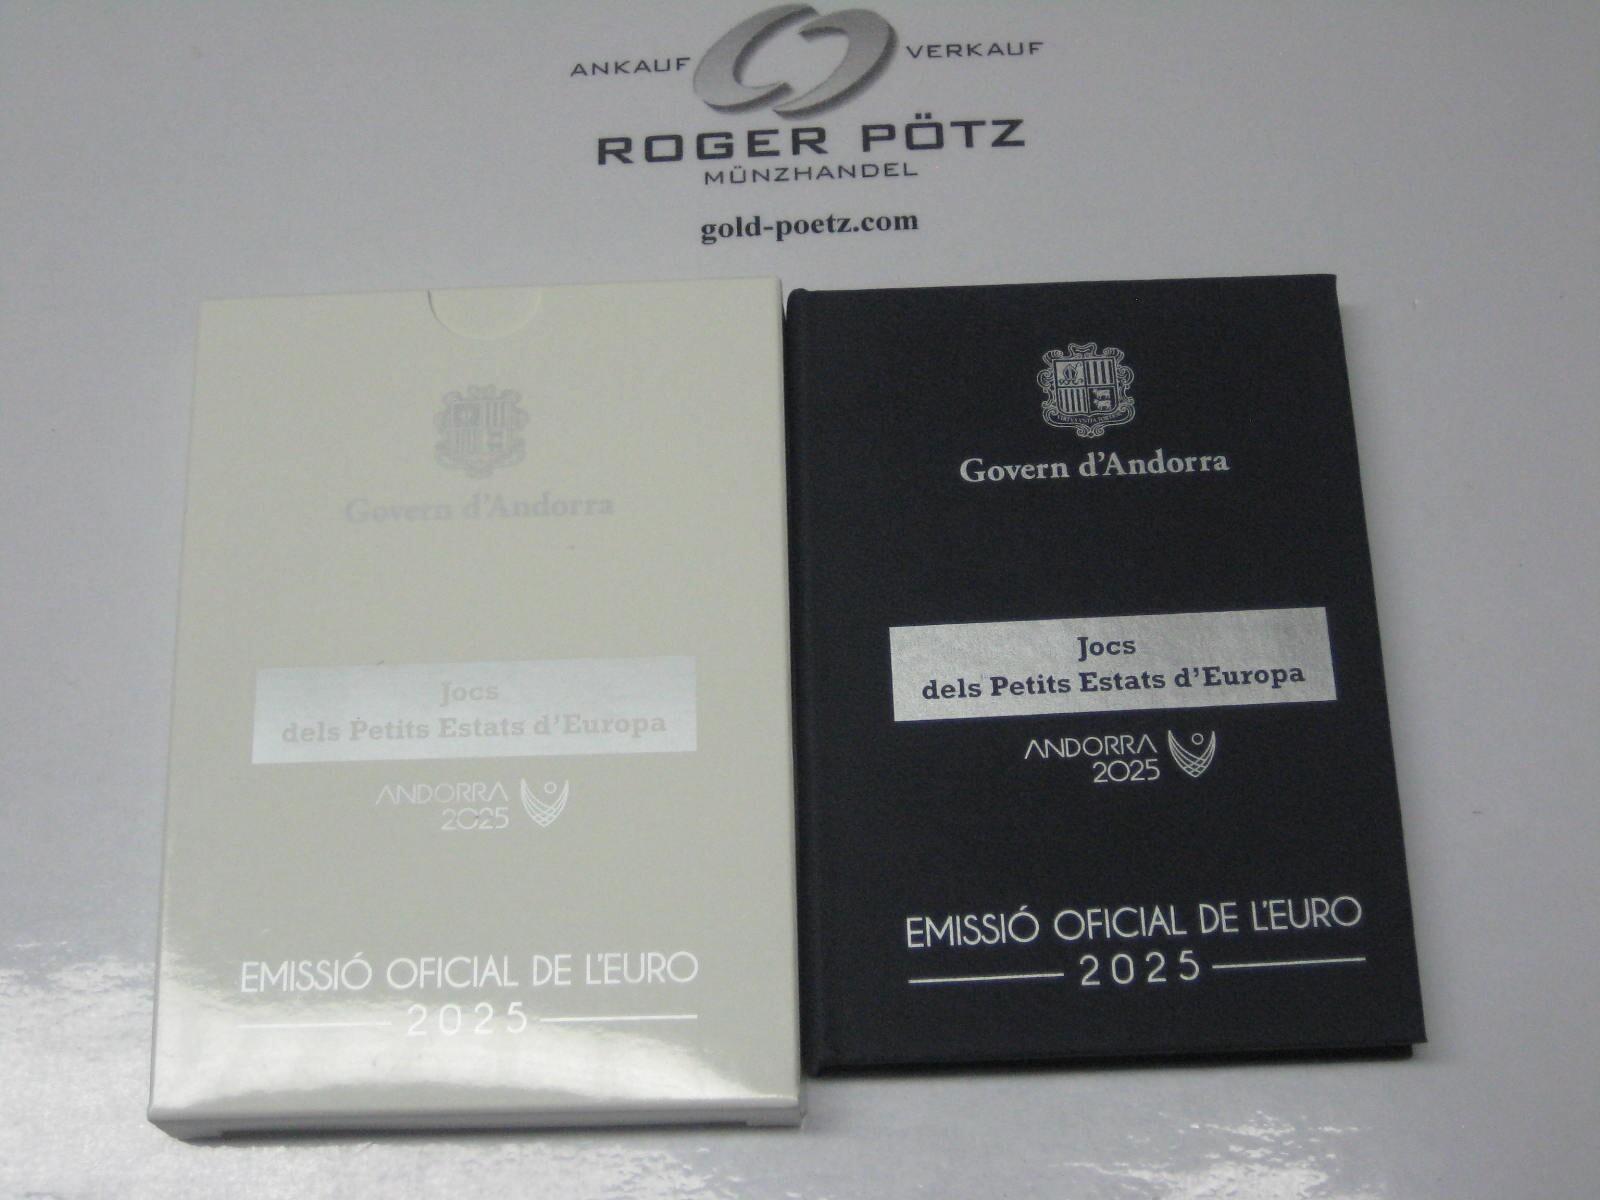 ANKAUF VERKAUF
ROGER PÖTZ
MÜNZHANDEL
gold-poetz.com
Govern d'Andorra
Jocs
dels Petits Estats d'Europa
ANDORRA
2025
EMISSIÓ OFICIAL DE L'EURO
2025
Govern d'Andorra
Jocs
dels Petits Estats d'Europa
ANDORRA
2025
EMISSIÓ OFICIAL DE L'EURO
2025